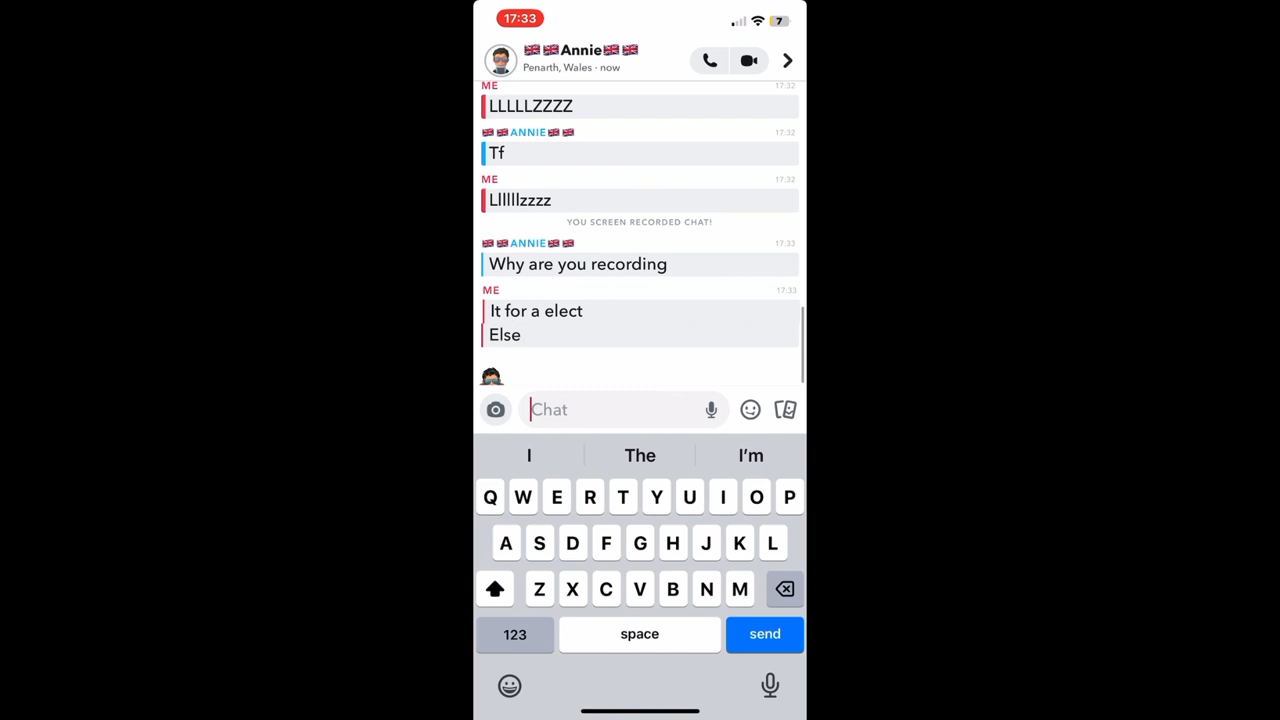 17:33
7
🇬🇧🇬🇧Annie🇬🇧🇬🇧
Penarth, Wales · now
ME 17:32
LLLLLZZZZ
🇬🇧🇬🇧ANNIE🇬🇧🇬🇧 17:32
Tf
ME 17:32
Lllllllzzzz
YOU SCREEN RECORDED CHAT!
🇬🇧🇬🇧ANNIE🇬🇧🇬🇧 17:33
Why are you recording
ME 17:33
It for a elect
Else
Chat
I The I'm
Q W E R T Y U I O P
A S D F G H J K L
Z X C V B N M
123 space send